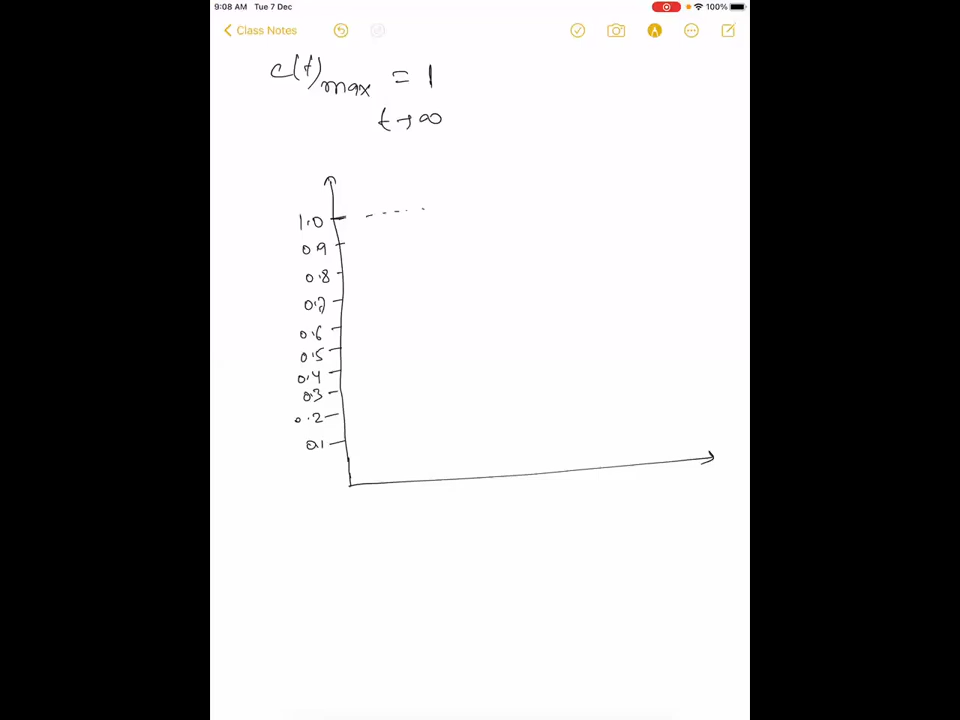 9:08 AM Tue 7 Dec 100%
Class Notes
c(t)max = 1
t→∞
1.0
0.9
0.8
0.7
0.6
0.5
0.4
0.3
0.2
0.1